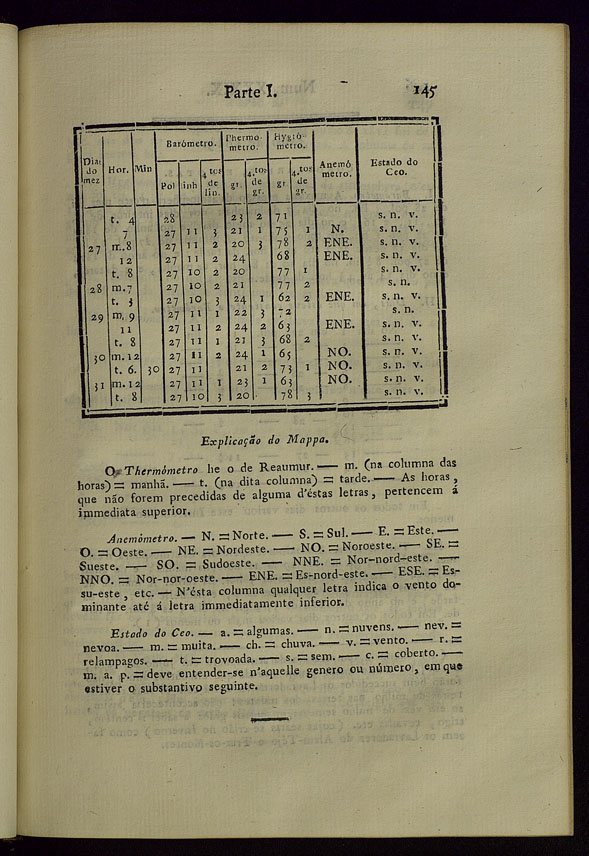 Parte I. 145
Dia do mez Hor. Min Barómetro. Thermo-metro. Hygró-metro. Anemómetro. Estado do Ceo.
Pol linh 4.tos de lin. gr. 4.tos de gr. gr 4.tos de gr.
t. 4 28 23 2 71 s. n. v.
7 27 11 3 21 1 75 1 N. s. n. v.
27 m.8 27 11 2 20 3 78 2 ENE. s. n. v.
12 27 11 2 24 68 ENE. s. n. v.
t. 8 27 10 2 20 77 1 s. n. v.
28 m.7 27 10 2 21 77 2 s. n.
t. 3 27 10 3 24 1 62 2 ENE. s. n. v.
29 m. 9 27 11 1 22 3 72 s. n.
11 27 11 2 24 2 63 ENE. s. n. v.
t. 8 27 11 1 21 3 68 2 s. n. v.
30 m.12 27 11 2 24 1 65 NO. s. n. v.
t. 6. 30 27 11 21 2 73 1 NO. s. n. v.
31 m.12 27 11 1 23 1 63 NO. s. n. v.
t. 8 27 10 3 20 78 3 s. n. v.
Explicação do Mappa.
O Thermómetro he o de Reaumur. — m. (na columna das
horas) = manhã. — t. (na dita columna) = tarde. — As horas,
que não forem precedidas de alguma d'éstas letras, pertencem á
immediata superior.
Anemómetro. — N. = Norte. — S. = Sul. — E. = Este. —
O. = Oeste. — NE. = Nordeste. — NO. = Noroeste. — SE. =
Sueste. — SO. = Sudoeste. — NNE. = Nor-nord-este. —
NNO. = Nor-nor-oeste. — ENE. = Es-nord-este. — ESE. = Es-
su-este, etc. — N'ésta columna qualquer letra indica o vento do-
minante até á letra immediatamente inferior.
Estado do Ceo. — a. = algumas. — n. = nuvens. — nev. =
nevoa. — m. = muita. — ch. = chuva. — v. = vento. — r. =
relampagos. — t. = trovoada. — s. = sem. — c. = coberto. —
m. a. p. = deve entender-se n'aquelle genero ou número, em que
estiver o substantivo seguinte.